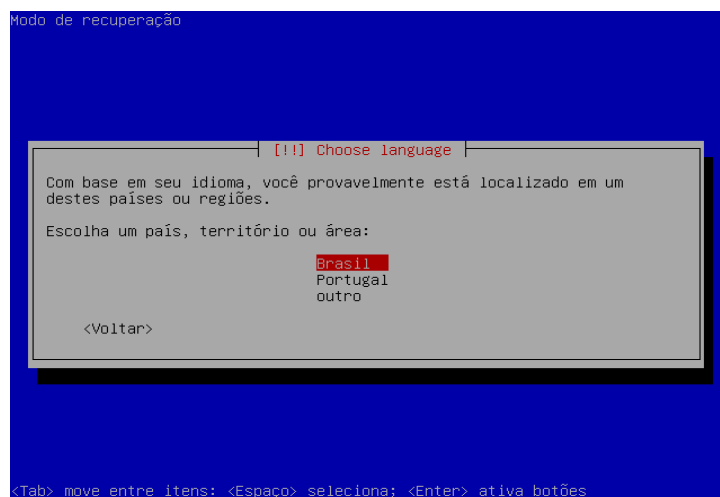 Modo de recuperação
[!!] Choose language
Com base em seu idioma, você provavelmente está localizado em um
destes países ou regiões.
Escolha um país, território ou área:
Brasil
Portugal
outro
<Voltar>
<Tab> move entre itens: <Espaço> seleciona; <Enter> ativa botões